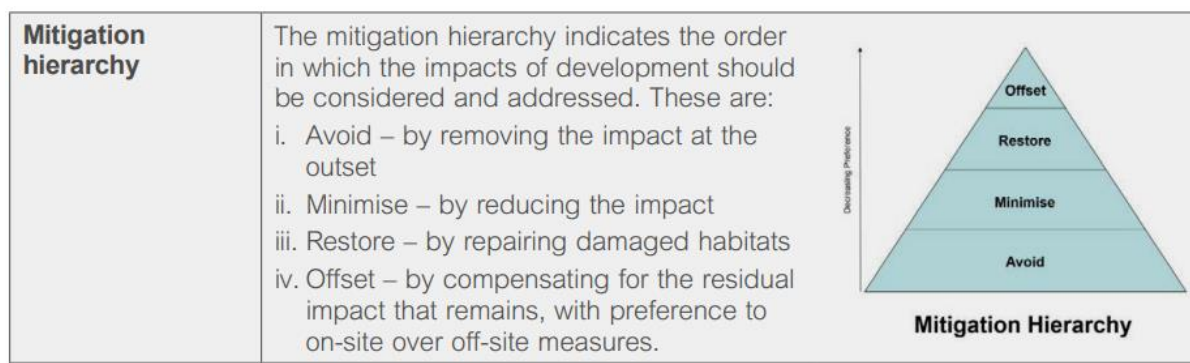 Mitigation
hierarchy
The mitigation hierarchy indicates the order
in which the impacts of development should
be considered and addressed. These are:
i. Avoid – by removing the impact at the
outset
ii. Minimise – by reducing the impact
iii. Restore – by repairing damaged habitats
iv. Offset – by compensating for the residual
impact that remains, with preference to
on-site over off-site measures.
Decreasing Preference
Offset
Restore
Minimise
Avoid
Mitigation Hierarchy